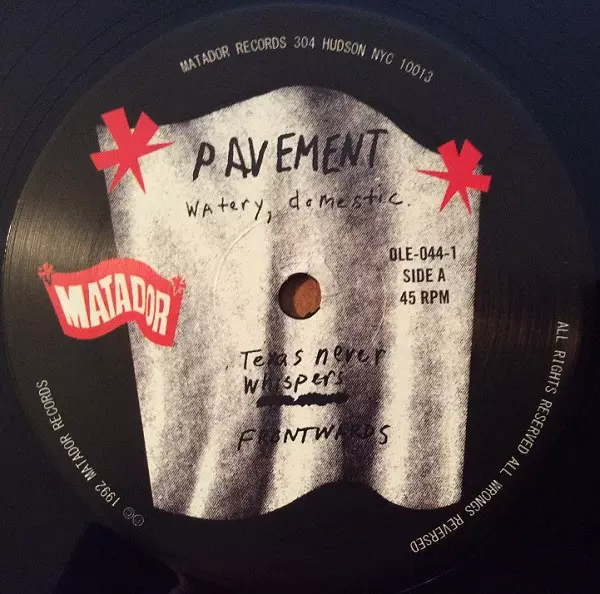 MATADOR RECORDS 304 HUDSON NYC 10013
PAVEMENT
Watery, domestic.
OLE-044-1
SIDE A
45 RPM
MATADOR
Texas never
whispers
FRONTWARDS
℗© 1992 MATADOR RECORDS
ALL RIGHTS RESERVED ALL WRONGS REVERSED